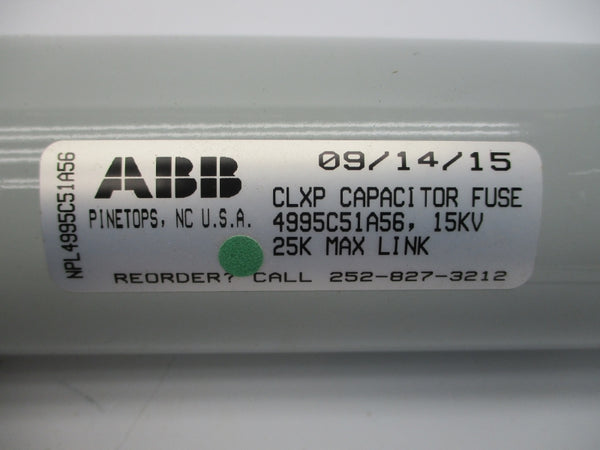 NPL4995C51A56
ABB
09/14/15
PINETOPS, NC U.S.A.
CLXP CAPACITOR FUSE
4995C51A56, 15KV
25K MAX LINK
REORDER? CALL 252-827-3212